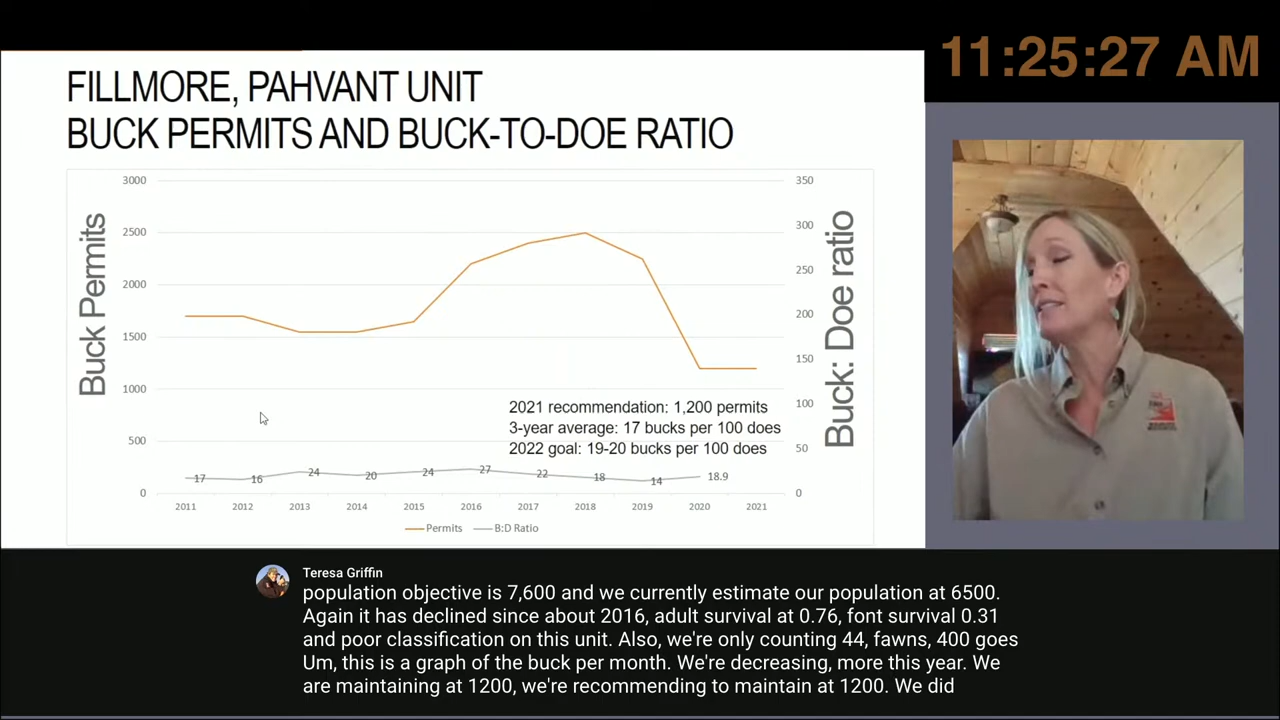 11:25:27 AM
FILLMORE, PAHVANT UNIT
BUCK PERMITS AND BUCK-TO-DOE RATIO
3000
2500
2000
1500
1000
500
0
Buck Permits
350
300
250
200
150
100
50
0
Buck: Doe ratio
2021 recommendation: 1,200 permits
3-year average: 17 bucks per 100 does
2022 goal: 19-20 bucks per 100 does
17 16 24 20 24 27 22 18 14 18.9
2011 2012 2013 2014 2015 2016 2017 2018 2019 2020 2021
Permits B:D Ratio
Teresa Griffin
population objective is 7,600 and we currently estimate our population at 6500.
Again it has declined since about 2016, adult survival at 0.76, font survival 0.31
and poor classification on this unit. Also, we're only counting 44, fawns, 400 goes
Um, this is a graph of the buck per month. We're decreasing, more this year. We
are maintaining at 1200, we're recommending to maintain at 1200. We did